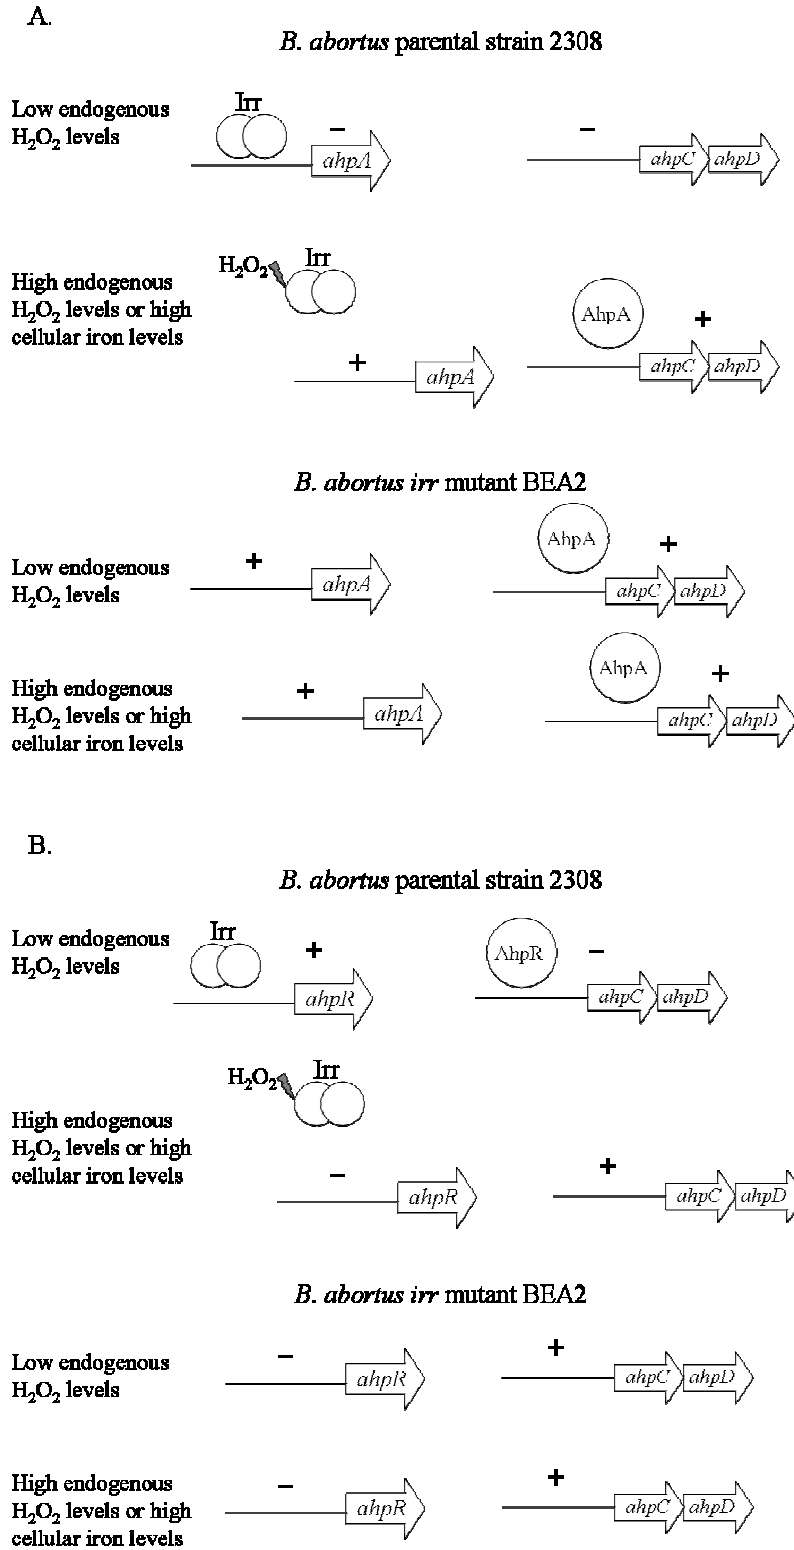 A.
B. abortus parental strain 2308
Low endogenous
H₂O₂ levels
Irr
−
ahpA
−
ahpC ahpD
High endogenous
H₂O₂ levels or high
cellular iron levels
H₂O₂
Irr
+
ahpA
AhpA
+
ahpC ahpD
B. abortus irr mutant BEA2
Low endogenous
H₂O₂ levels
+
ahpA
AhpA
+
ahpC ahpD
High endogenous
H₂O₂ levels or high
cellular iron levels
+
ahpA
AhpA
+
ahpC ahpD
B.
B. abortus parental strain 2308
Low endogenous
H₂O₂ levels
Irr
+
ahpR
AhpR
−
ahpC ahpD
High endogenous
H₂O₂ levels or high
cellular iron levels
H₂O₂
Irr
−
ahpR
+
ahpC ahpD
B. abortus irr mutant BEA2
Low endogenous
H₂O₂ levels
−
ahpR
+
ahpC ahpD
High endogenous
H₂O₂ levels or high
cellular iron levels
−
ahpR
+
ahpC ahpD